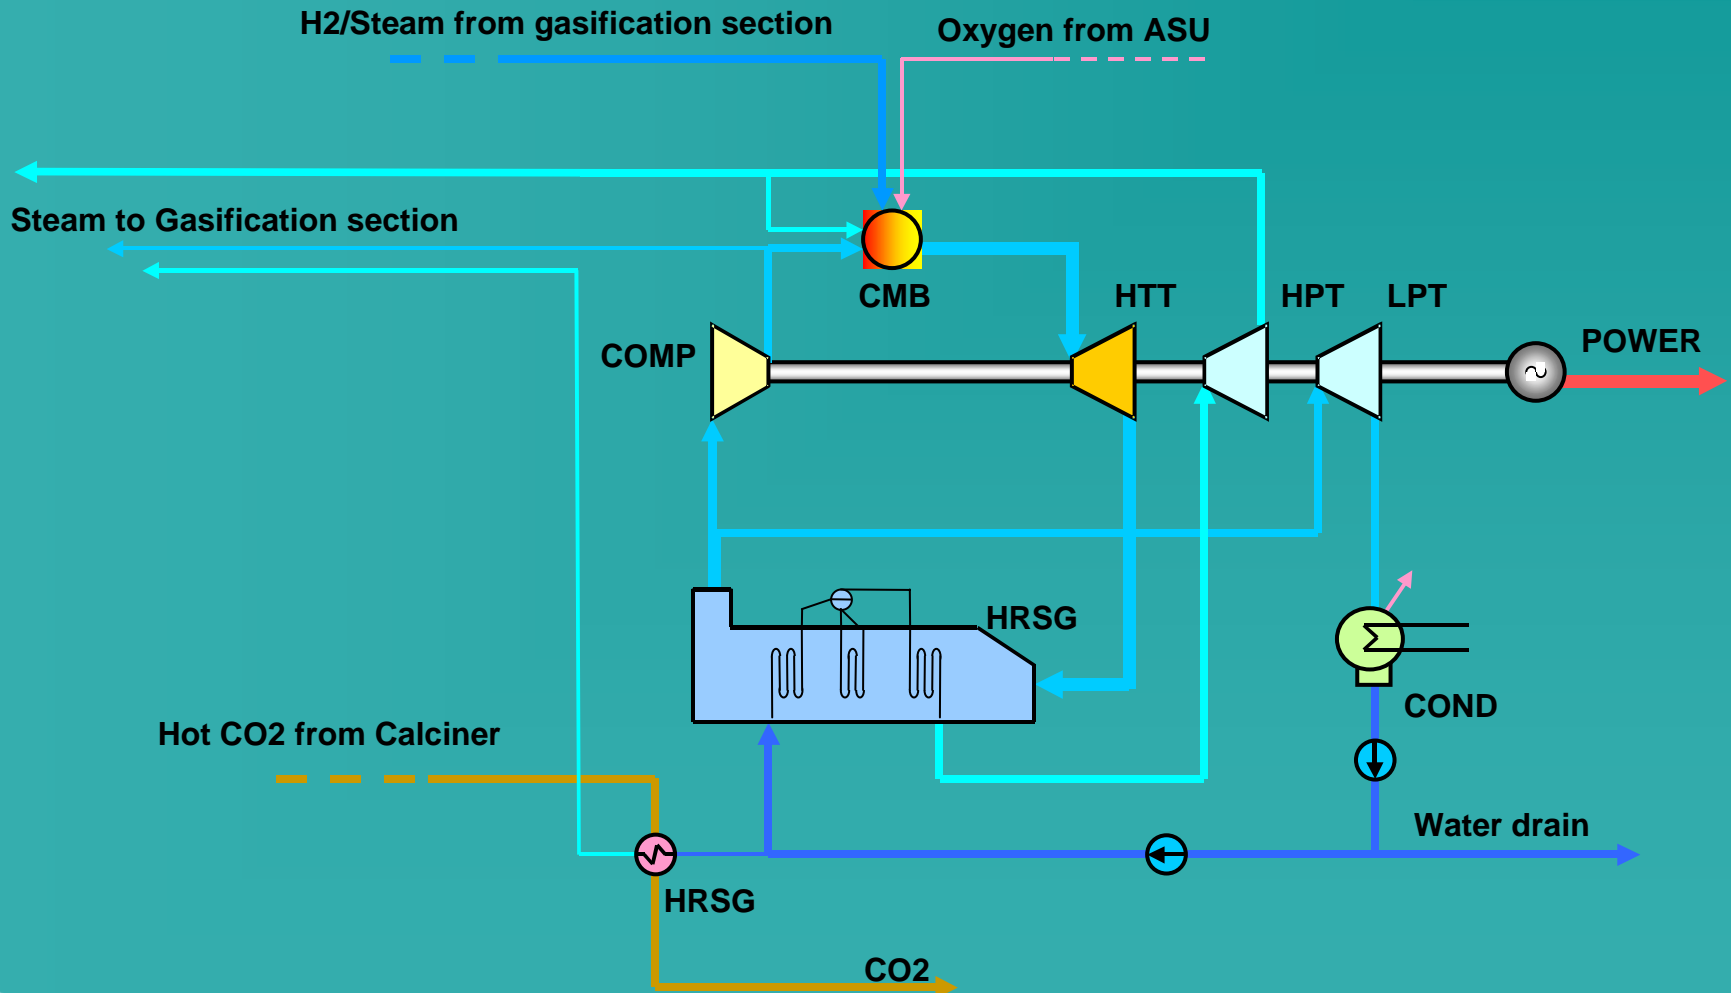 H2/Steam from gasification section
Oxygen from ASU
Steam to Gasification section
CMB
HTT
HPT
LPT
COMP
POWER
~
HRSG
COND
Hot CO2 from Calciner
Water drain
HRSG
CO2